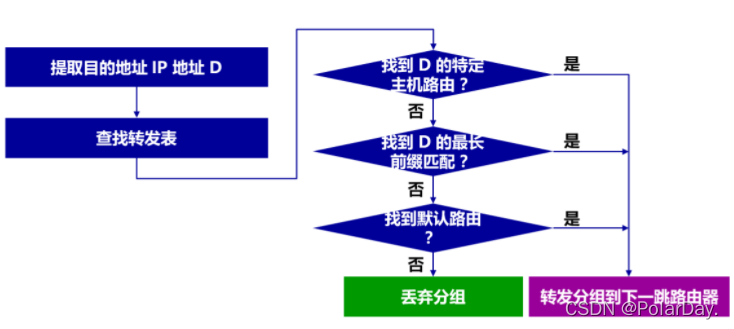 提取目的地址 IP 地址 D
查找转发表
找到 D 的特定
主机路由？
是
否
找到 D 的最长
前缀匹配？
是
否
找到默认路由
？
是
否
丢弃分组
转发分组到下一跳路由器
CSDN @PolarDay.